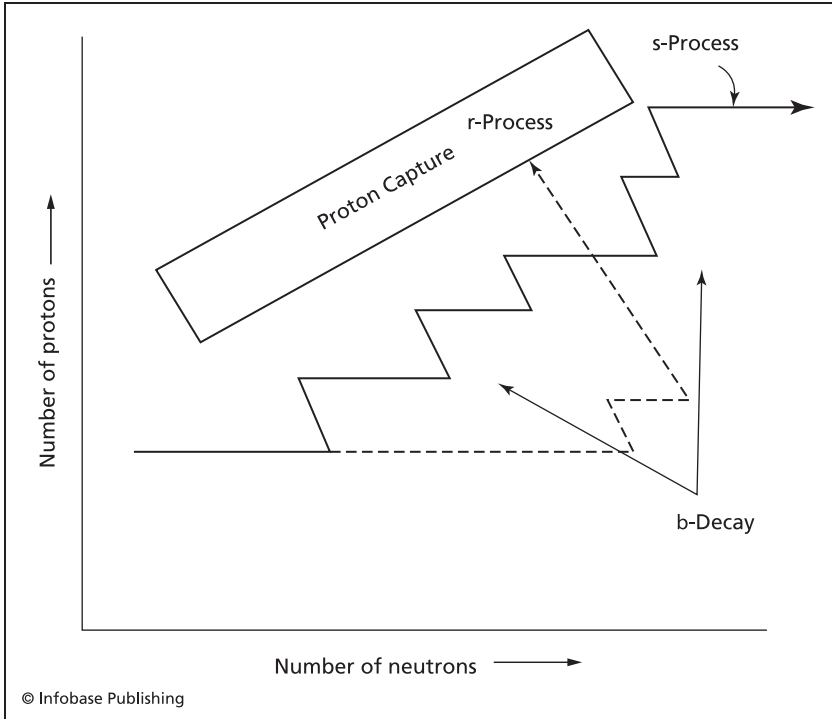 s-Process
r-Process
Proton Capture
Number of protons
b-Decay
Number of neutrons
© Infobase Publishing